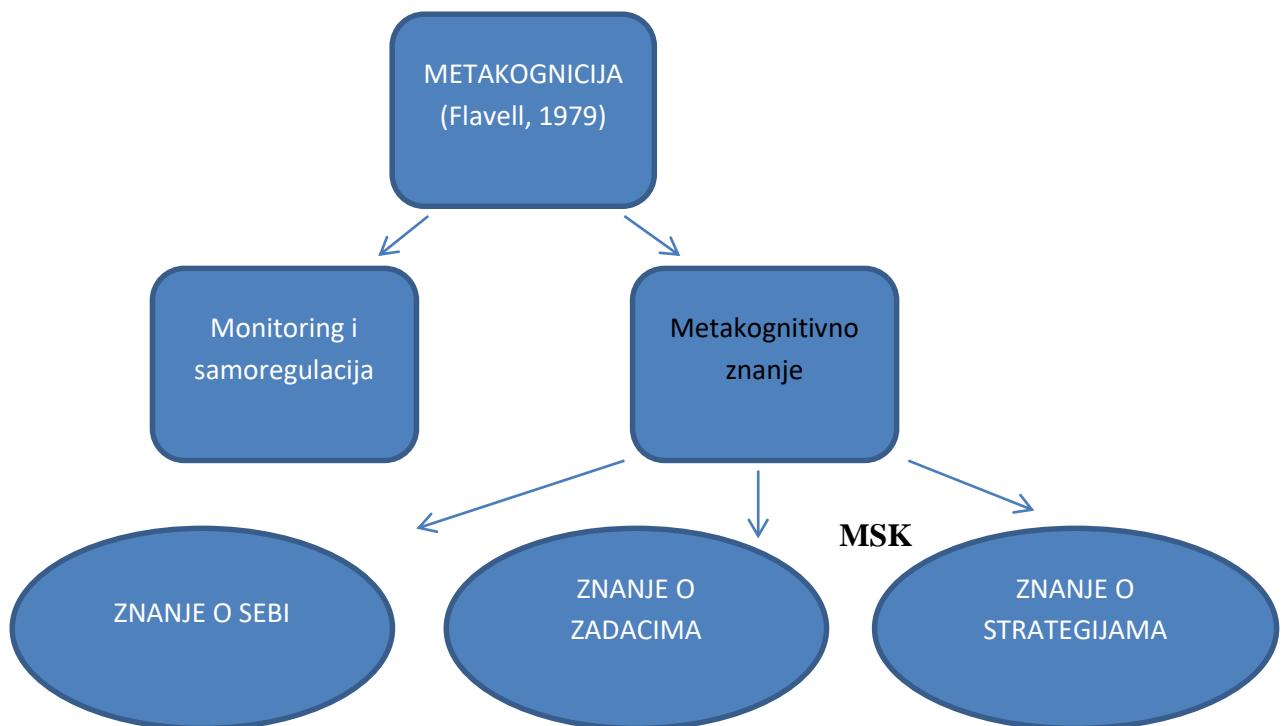 METAKOGNICIJA
(Flavell, 1979)
Monitoring i
samoregulacija
Metakognitivno
znanje
MSK
ZNANJE O SEBI
ZNANJE O
ZADACIMA
ZNANJE O
STRATEGIJAMA